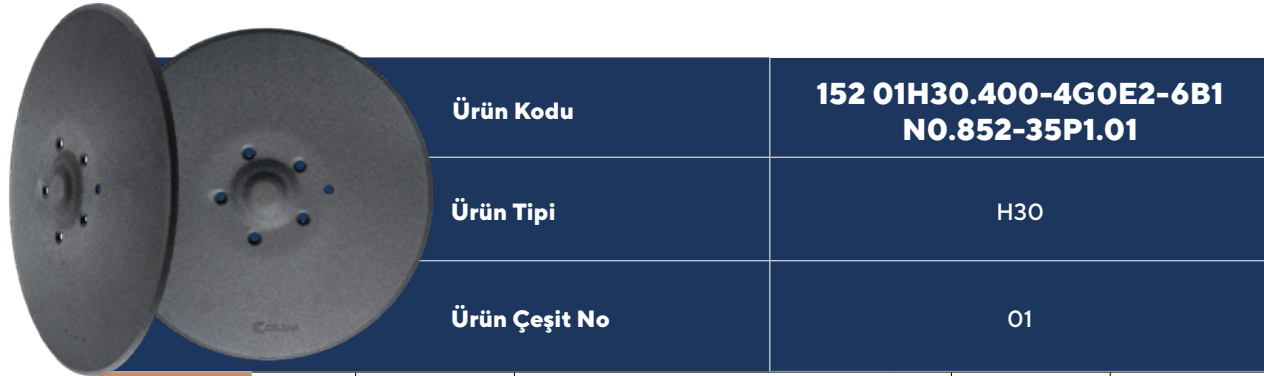 Ürün Kodu
152 01H30.400-4G0E2-6B1
N0.852-35P1.01
Ürün Tipi
H30
Ürün Çeşit No
01